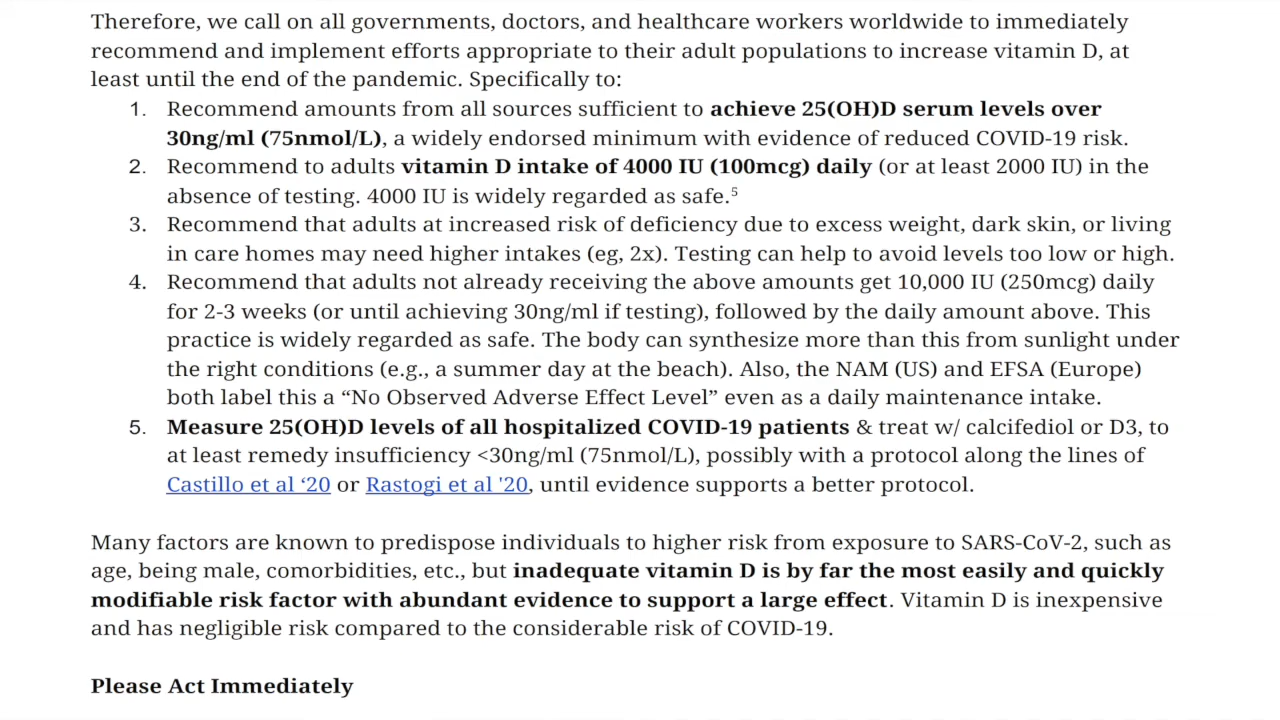 Therefore, we call on all governments, doctors, and healthcare workers worldwide to immediately
recommend and implement efforts appropriate to their adult populations to increase vitamin D, at
least until the end of the pandemic. Specifically to:
1. Recommend amounts from all sources sufficient to achieve 25(OH)D serum levels over
30ng/ml (75nmol/L), a widely endorsed minimum with evidence of reduced COVID-19 risk.
2. Recommend to adults vitamin D intake of 4000 IU (100mcg) daily (or at least 2000 IU) in the
absence of testing. 4000 IU is widely regarded as safe.⁵
3. Recommend that adults at increased risk of deficiency due to excess weight, dark skin, or living
in care homes may need higher intakes (eg, 2x). Testing can help to avoid levels too low or high.
4. Recommend that adults not already receiving the above amounts get 10,000 IU (250mcg) daily
for 2-3 weeks (or until achieving 30ng/ml if testing), followed by the daily amount above. This
practice is widely regarded as safe. The body can synthesize more than this from sunlight under
the right conditions (e.g., a summer day at the beach). Also, the NAM (US) and EFSA (Europe)
both label this a “No Observed Adverse Effect Level” even as a daily maintenance intake.
5. Measure 25(OH)D levels of all hospitalized COVID-19 patients & treat w/ calcifediol or D3, to
at least remedy insufficiency <30ng/ml (75nmol/L), possibly with a protocol along the lines of
Castillo et al ‘20 or Rastogi et al '20, until evidence supports a better protocol.
Many factors are known to predispose individuals to higher risk from exposure to SARS-CoV-2, such as
age, being male, comorbidities, etc., but inadequate vitamin D is by far the most easily and quickly
modifiable risk factor with abundant evidence to support a large effect. Vitamin D is inexpensive
and has negligible risk compared to the considerable risk of COVID-19.
Please Act Immediately